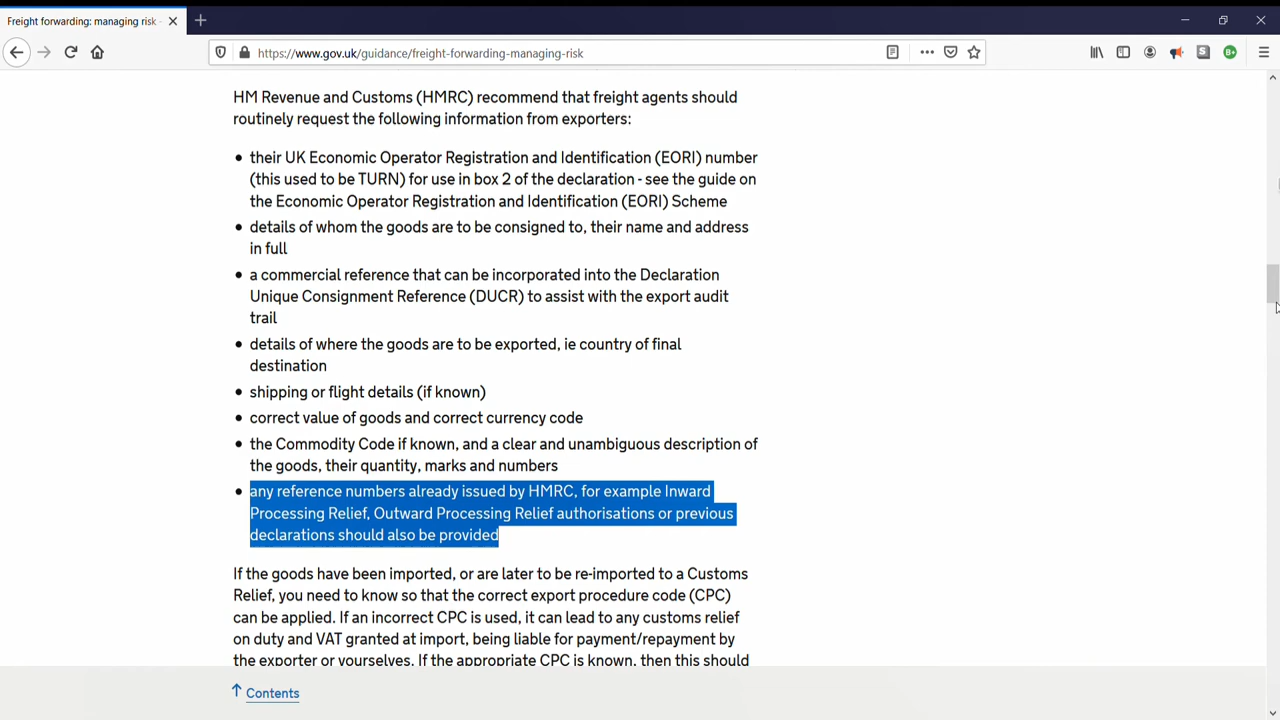 Freight forwarding: managing risk -
https://www.gov.uk/guidance/freight-forwarding-managing-risk
HM Revenue and Customs (HMRC) recommend that freight agents should
routinely request the following information from exporters:
• their UK Economic Operator Registration and Identification (EORI) number
(this used to be TURN) for use in box 2 of the declaration - see the guide on
the Economic Operator Registration and Identification (EORI) Scheme
• details of whom the goods are to be consigned to, their name and address
in full
• a commercial reference that can be incorporated into the Declaration
Unique Consignment Reference (DUCR) to assist with the export audit
trail
• details of where the goods are to be exported, ie country of final
destination
• shipping or flight details (if known)
• correct value of goods and correct currency code
• the Commodity Code if known, and a clear and unambiguous description of
the goods, their quantity, marks and numbers
• any reference numbers already issued by HMRC, for example Inward
Processing Relief, Outward Processing Relief authorisations or previous
declarations should also be provided
If the goods have been imported, or are later to be re-imported to a Customs
Relief, you need to know so that the correct export procedure code (CPC)
can be applied. If an incorrect CPC is used, it can lead to any customs relief
on duty and VAT granted at import, being liable for payment/repayment by
the exporter or yourselves. If the appropriate CPC is known, then this should
Contents